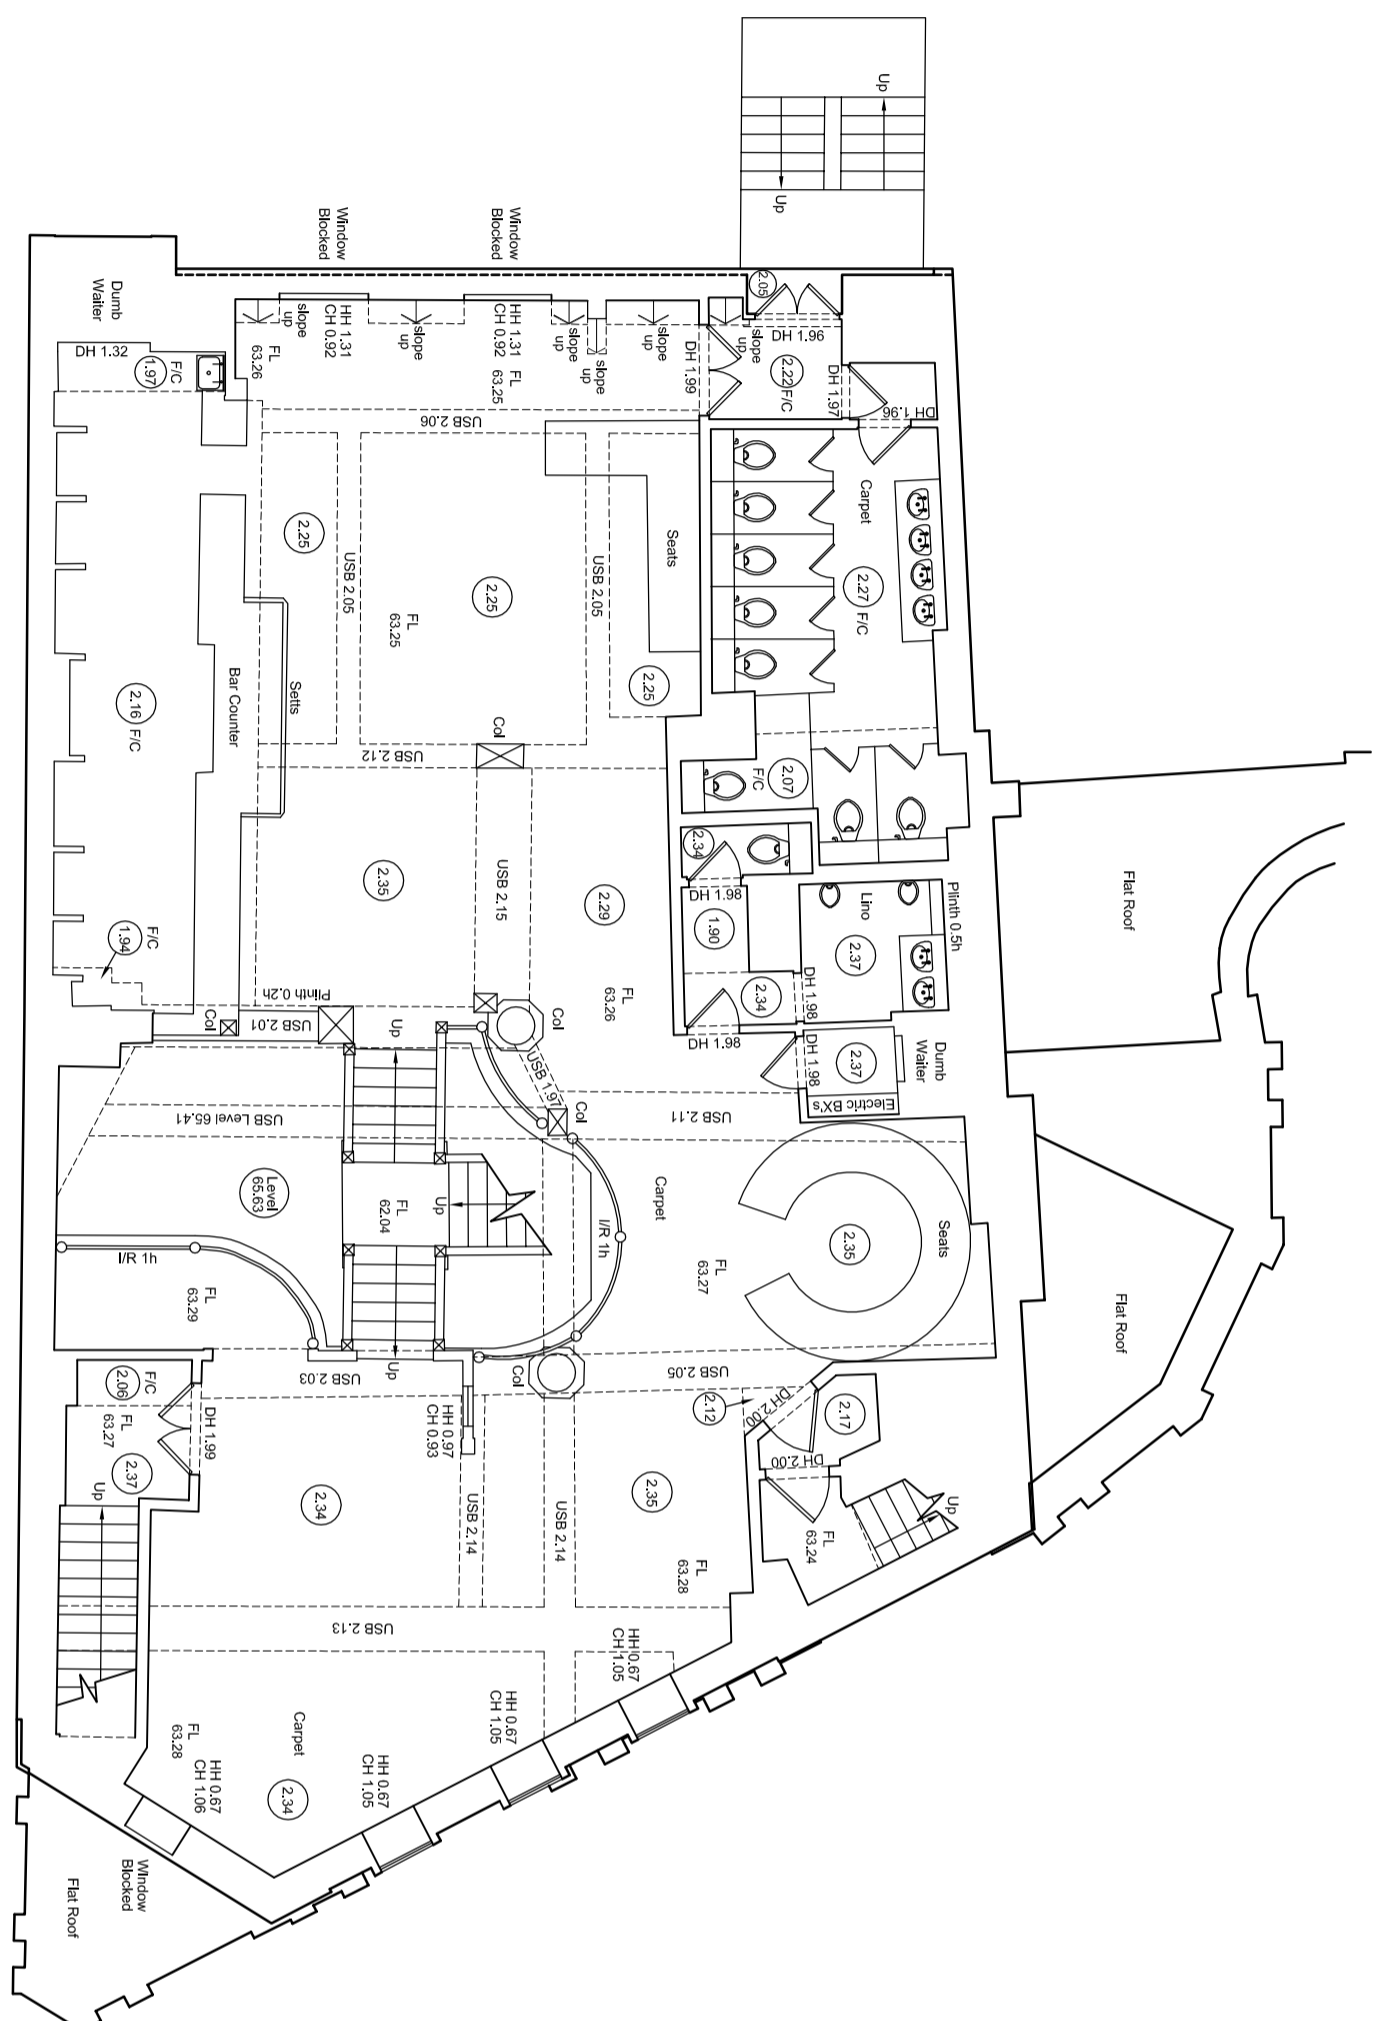 Up
Up
Window
Blocked
Window
Blocked
2.05
DH 1.96
2.22
F/C
DH 1.97
DH 1.96
DH 1.99
slope
up
slope
up
slope
up
slope
up
slope
up
slope
up
HH 1.31
CH 0.92
HH 1.31
CH 0.92
FL
63.25
FL
63.26
Dumb
Waiter
DH 1.32
1.97
F/C
USB 2.06
Carpet
2.27
F/C
Seats
2.25
2.25
2.25
USB 2.05
USB 2.05
FL
63.25
2.16
F/C
Bar Counter
Setts
Col
USB 2.12
2.07
F/C
2.34
DH 1.98
1.90
Lino
2.37
Plinth 0.5h
Flat Roof
2.35
USB 2.15
2.29
FL
63.26
1.94
F/C
Plinth 0.2h
2.34
DH 1.98
DH 1.98
DH 1.98
2.37
Dumb
Waiter
Electric BX's
Col
USB 2.01
Up
Col
USB 1.97
Col
USB 2.11
USB Level 65.41
Level
65.63
FL
62.04
Up
I/R 1h
Carpet
2.35
Seats
FL
63.27
Flat Roof
I/R 1h
FL
63.29
Up
Col
USB 2.03
USB 2.05
2.06
F/C
FL
63.27
2.37
Up
DH 1.99
HH 0.97
CH 0.93
2.12
DH 2.00
2.17
DH 2.00
Up
FL
63.24
2.34
USB 2.14
USB 2.14
2.35
FL
63.28
USB 2.13
HH 0.67
CH 1.05
HH 0.67
CH 1.05
HH 0.67
CH 1.05
HH 0.67
CH 1.06
FL
63.28
Carpet
2.34
Window
Blocked
Flat Roof